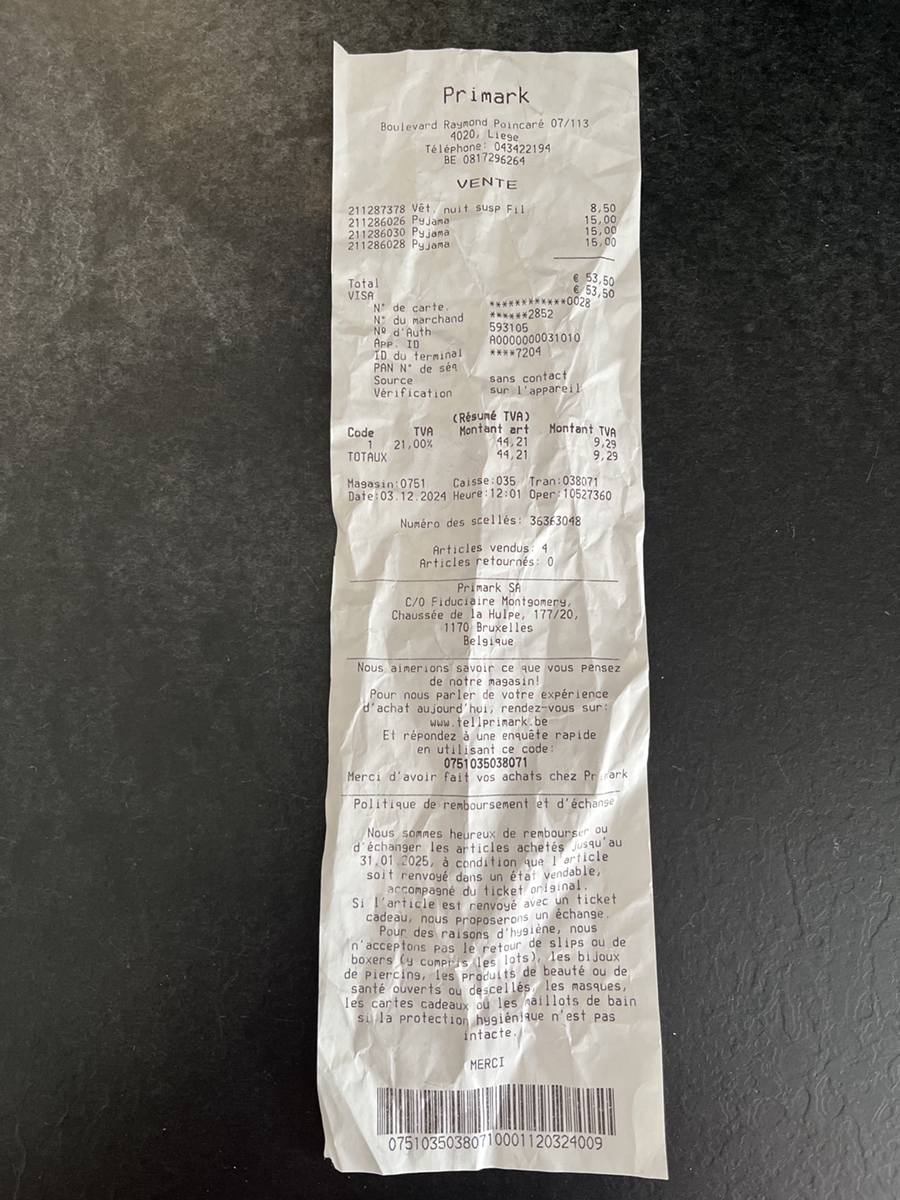 Primark
Boulevard Raymond Poincaré 07/113
4020, Liege
Téléphone: 043422194
BE 0817296264
VENTE
211287378 Vêt. nuit susp Fil 8,50
211286026 Pyjama 15,00
211286030 Pyjama 15,00
211286028 Pyjama 15,00
Total € 53,50
VISA € 53,50
N° de carte. ************0028
N° du marchand ******2852
Nº d'Auth 593105
App. ID A0000000031010
ID du terminal ****7204
PAN N° de séq
Source sans contact
Vérification sur l'appareil
(Résumé TVA)
Code TVA Montant art Montant TVA
1 21,00% 44,21 9,29
TOTAUX 44,21 9,29
Magasin:0751 Caisse:035 Tran:038071
Date:03.12.2024 Heure:12:01 Oper:10527360
Numéro des scellés: 36363048
Articles vendus: 4
Articles retournés: 0
Primark SA
C/O Fiduciaire Montgomery,
Chaussée de la Hulpe, 177/20,
1170 Bruxelles
Belgique
Nous aimerions savoir ce que vous pensez
de notre magasin!
Pour nous parler de votre expérience
d'achat aujourd'hui, rendez-vous sur:
www.tellprimark.be
Et répondez à une enquête rapide
en utilisant ce code:
0751035038071
Merci d'avoir fait vos achats chez Primark
Politique de remboursement et d'échange
Nous sommes heureux de rembourser ou
d'échanger les articles achetés jusqu'au
31.01.2025, à condition que l'article
soit renvoyé dans un état vendable,
accompagné du ticket original.
Si l'article est renvoyé avec un ticket
cadeau, nous proposerons un échange.
Pour des raisons d'hygiène, nous
n'acceptons pas le retour de slips ou de
boxers (y compris les lots), les bijoux
de piercing, les produits de beauté ou de
santé ouverts ou descellés, les masques,
les cartes cadeaux ou les maillots de bain
si la protection hygiénique n'est pas
intacte.
MERCI
07510350380710001120324009